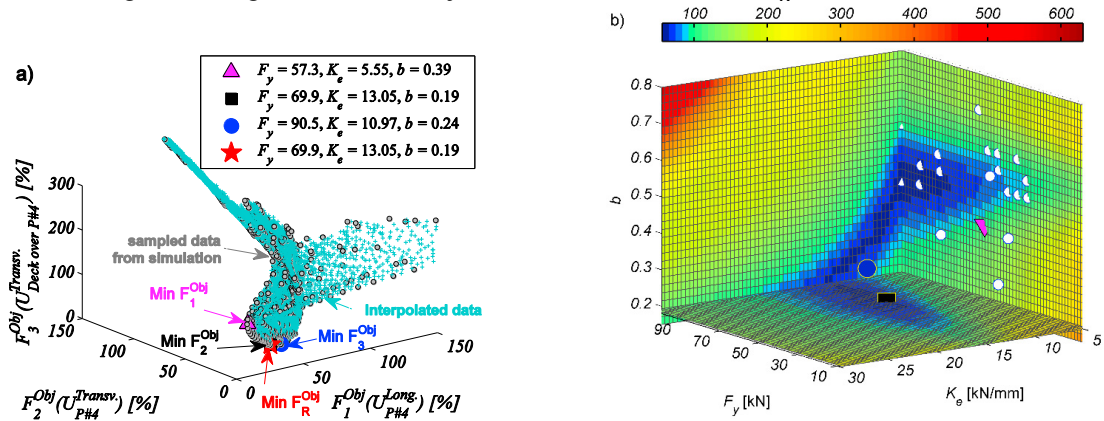 a)
F_y = 57.3, K_e = 5.55, b = 0.39
F_y = 69.9, K_e = 13.05, b = 0.19
F_y = 90.5, K_e = 10.97, b = 0.24
F_y = 69.9, K_e = 13.05, b = 0.19
F_3^Obj (U_Deck over P#4^Transv.) [%]
300
200
100
0
150
100
50
0
0
50
100
150
sampled data
from simulation
Min F_1^Obj
Min F_2^Obj
Min F_3^Obj
Min F_R^Obj
Interpolated data
F_2^Obj (U_P#4^Transv.) [%]
F_1^Obj (U_P#4^Long.) [%]
b)
100 200 300 400 500 600
b
0.8
0.7
0.6
0.5
0.4
0.3
0.2
90
70
50
30
10
30
25
20
15
10
5
F_y [kN]
K_e [kN/mm]